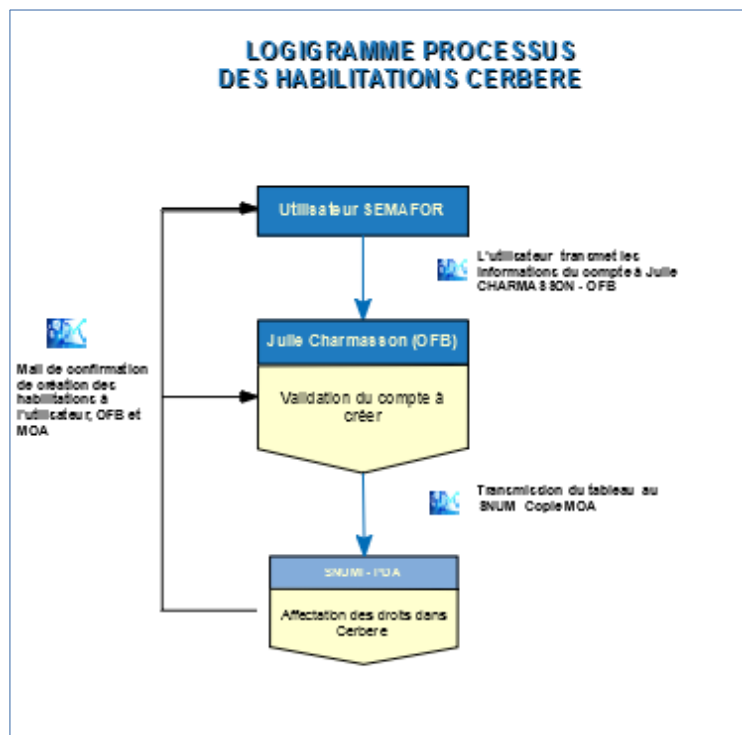 LOGIGRAMME PROCESSUS
DES HABILITATIONS CERBERE
Utilisateur SEMAFOR
L'utilisateur transmet les
informations du compte à Julie
CHARMASSON - OFB
Julie Charmasson (OFB)
Mail de confirmation
de création des
habilitations à
l'utilisateur, OFB et
MOA
Validation du compte à
créer
Transmission du tableau au
SNUM Copie MOA
SNUM - PDA
Affectation des droits dans
Cerbere